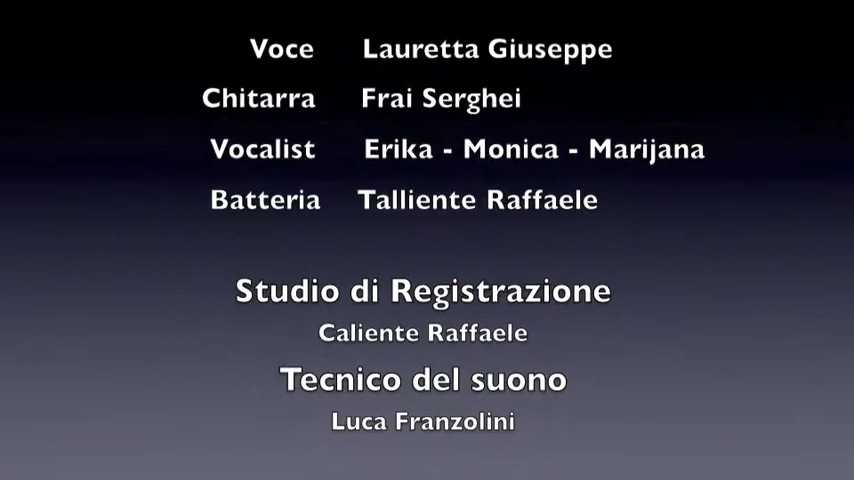 Voce Lauretta Giuseppe
Chitarra Frai Serghei
Vocalist Erika - Monica - Marijana
Batteria Talliente Raffaele
Studio di Registrazione
Caliente Raffaele
Tecnico del suono
Luca Franzolini